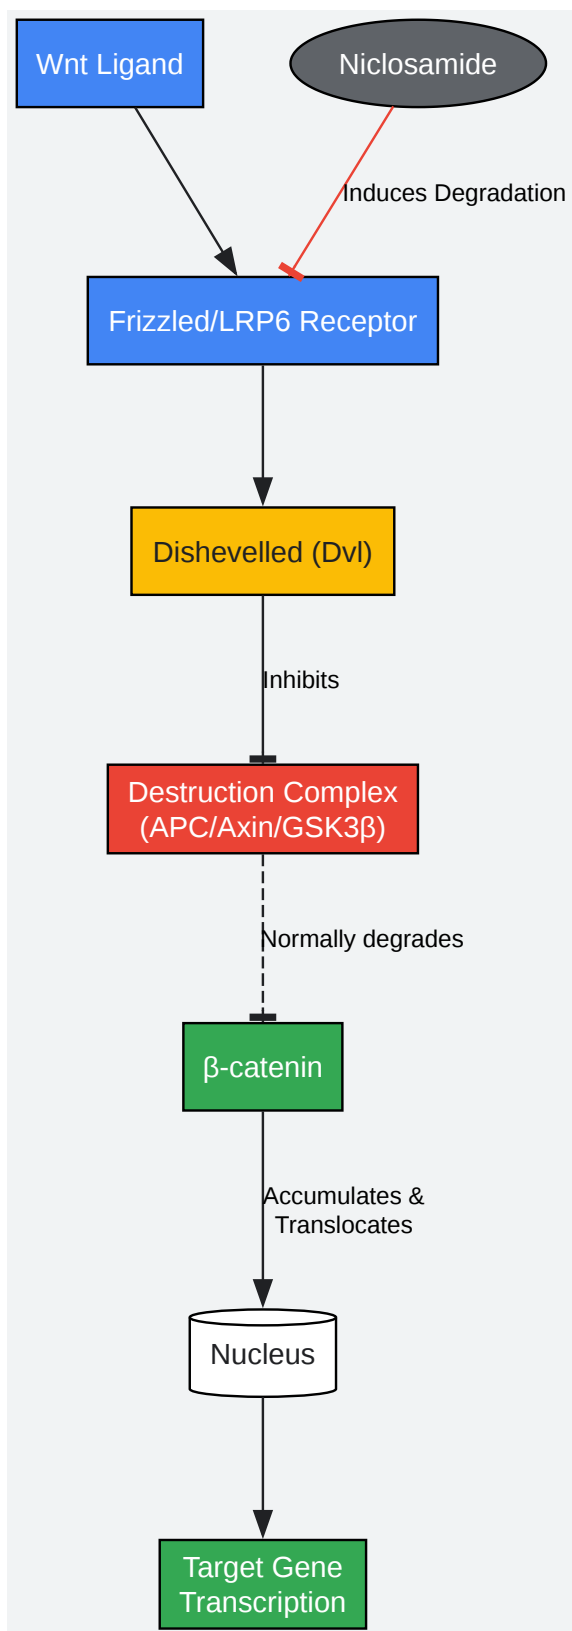 Wnt Ligand
Niclosamide
Induces Degradation
Frizzled/LRP6 Receptor
Dishevelled (Dvl)
Inhibits
Destruction Complex
(APC/Axin/GSK3β)
Normally degrades
β-catenin
Accumulates &
Translocates
Nucleus
Target Gene
Transcription